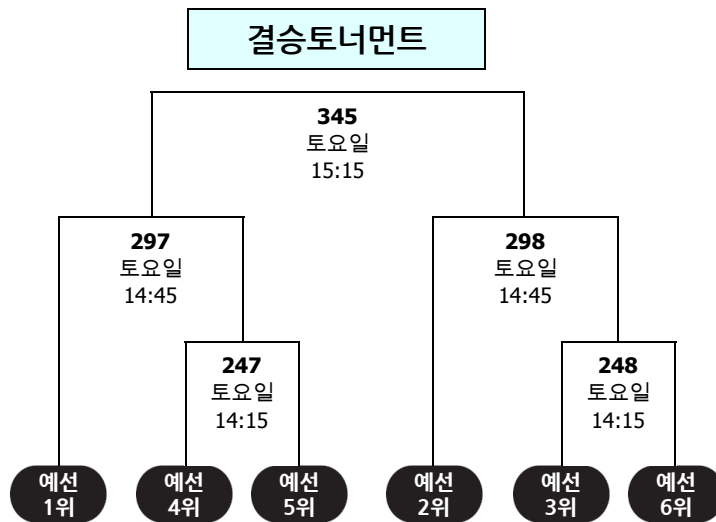 결승토너먼트
345
토요일
15:15
297
토요일
14:45
298
토요일
14:45
247
토요일
14:15
248
토요일
14:15
예선
1위
예선
4위
예선
5위
예선
2위
예선
3위
예선
6위